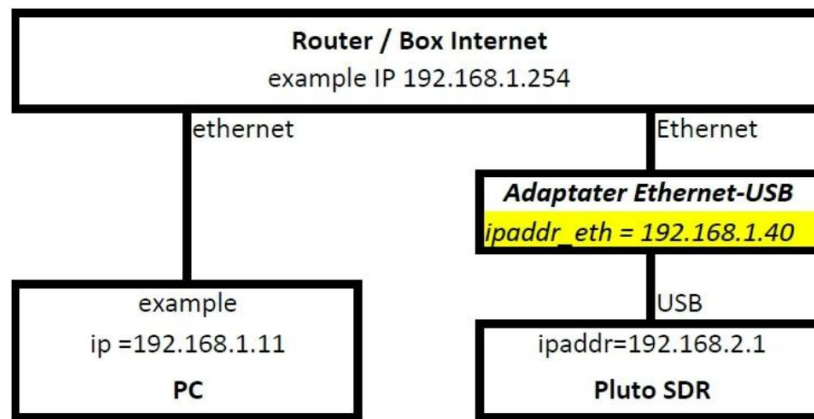 Router / Box Internet
example IP 192.168.1.254
ethernet
Ethernet
Adaptater Ethernet-USB
ipaddr_eth = 192.168.1.40
example
ip =192.168.1.11
PC
USB
ipaddr=192.168.2.1
Pluto SDR